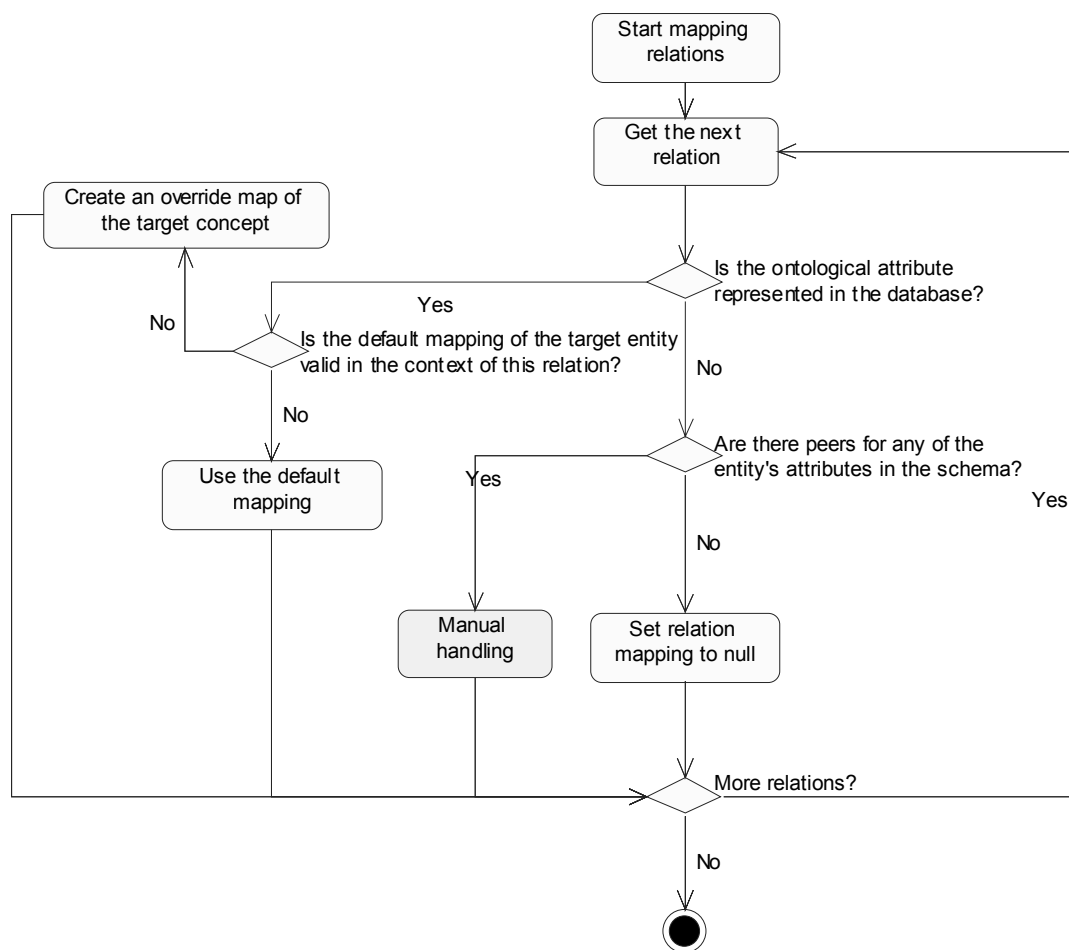 Start mapping
relations
Get the next
relation
Create an override map of
the target concept
Is the ontological attribute
represented in the database?
Yes
No
Is the default mapping of the target entity
valid in the context of this relation?
No
No
Are there peers for any of the
entity's attributes in the schema?
Use the default
mapping
Yes
Yes
No
Manual
handling
Set relation
mapping to null
More relations?
No